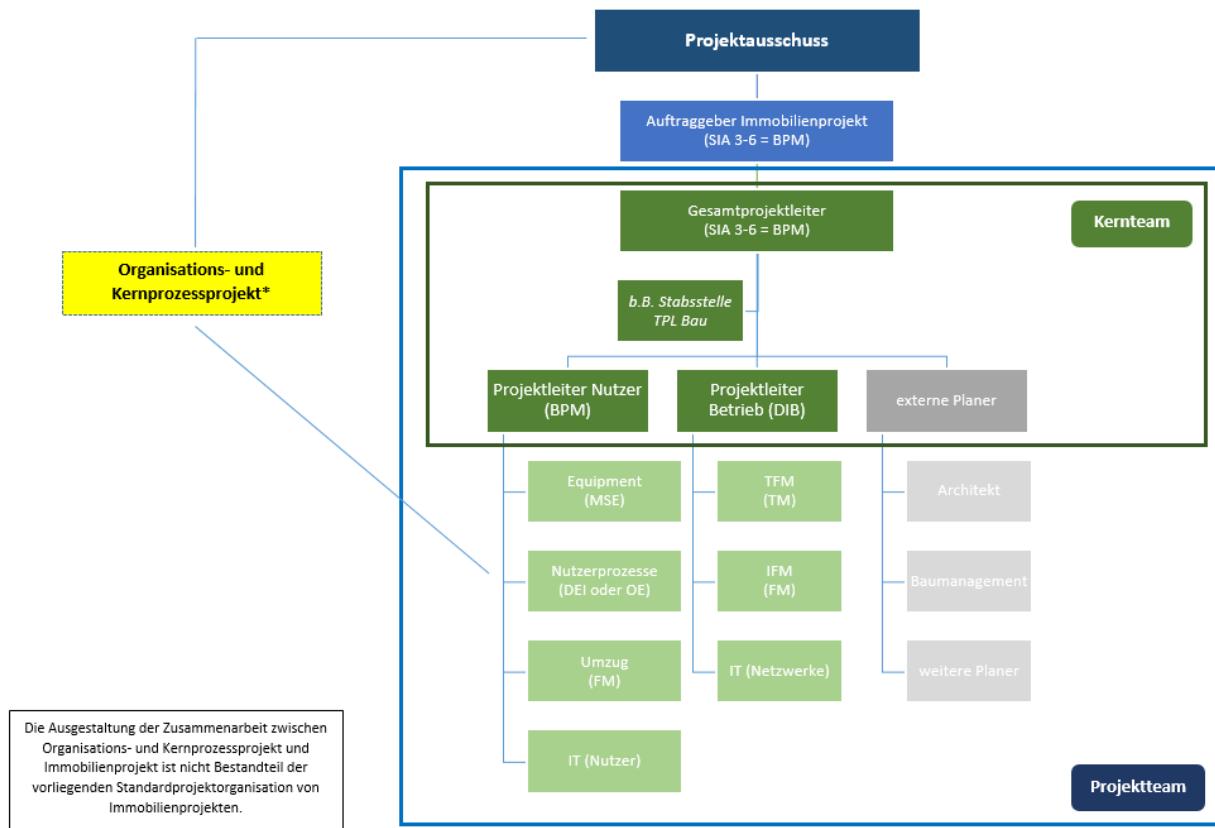 Projektausschuss
Auftraggeber Immobilienprojekt
(SIA 3-6 = BPM)
Gesamtprojektleiter
(SIA 3-6 = BPM)
Kernteam
Organisations- und
Kernprozessprojekt*
b.B. Stabsstelle
TPL Bau
Projektleiter Nutzer
(BPM)
Projektleiter
Betrieb (DIB)
externe Planer
Equipment
(MSE)
TFM
(TM)
Architekt
Nutzerprozesse
(DEI oder OE)
IFM
(FM)
Baumanagement
Umzug
(FM)
IT (Netzwerke)
weitere Planer
IT (Nutzer)
Die Ausgestaltung der Zusammenarbeit zwischen
Organisations- und Kernprozessprojekt und
Immobilienprojekt ist nicht Bestandteil der
vorliegenden Standardprojektorganisation von
Immobilienprojekten.
Projektteam